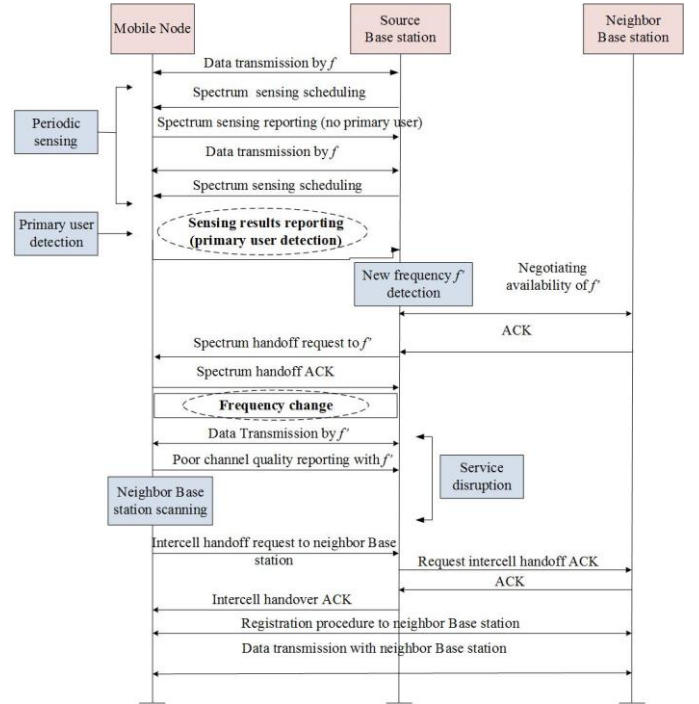 Mobile Node
Source
Base station
Neighbor
Base station
Data transmission by f
Spectrum sensing scheduling
Periodic
sensing
Spectrum sensing reporting (no primary user)
Data transmission by f
Spectrum sensing scheduling
Primary user
detection
Sensing results reporting
(primary user detection)
New frequency f'
detection
Negotiating
availability of f'
ACK
Spectrum handoff request to f'
Spectrum handoff ACK
Frequency change
Data Transmission by f'
Poor channel quality reporting with f'
Service
disruption
Neighbor Base
station scanning
Intercell handoff request to neighbor Base
station
Request intercell handoff ACK
ACK
Intercell handover ACK
Registration procedure to neighbor Base station
Data transmission with neighbor Base station